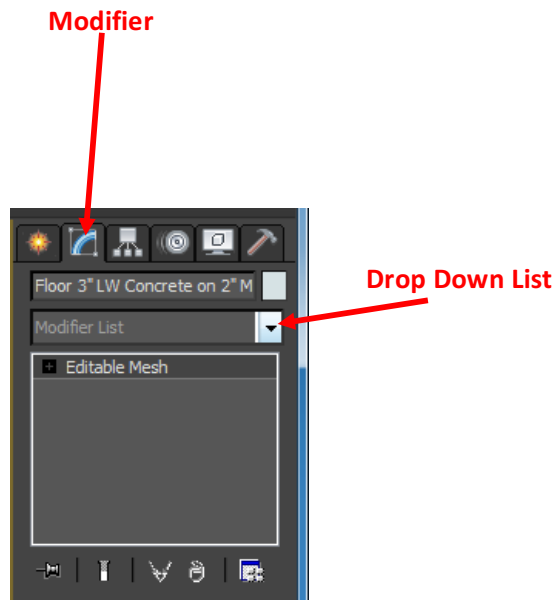 Modifier
Floor 3" LW Concrete on 2" M
Drop Down List
Modifier List
Editable Mesh